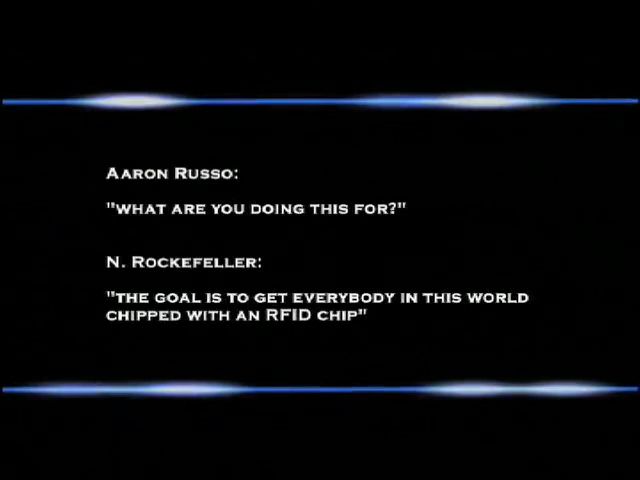 Aaron Russo:
"what are you doing this for?"
N. Rockefeller:
"the goal is to get everybody in this world
chipped with an RFID chip"